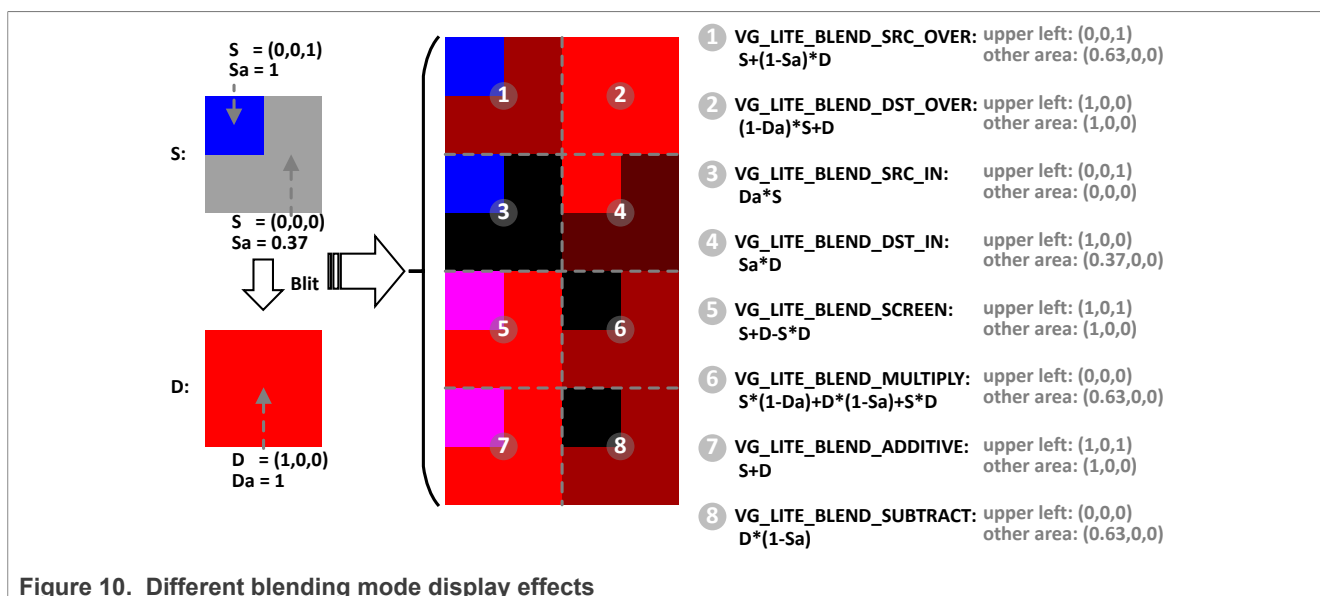 S = (0,0,1)
Sa = 1
S:
S = (0,0,0)
Sa = 0.37
Blit
D:
D = (1,0,0)
Da = 1
1 2
3 4
5 6
7 8
1 VG_LITE_BLEND_SRC_OVER: upper left: (0,0,1)
S+(1-Sa)*D other area: (0.63,0,0)
2 VG_LITE_BLEND_DST_OVER: upper left: (1,0,0)
(1-Da)*S+D other area: (1,0,0)
3 VG_LITE_BLEND_SRC_IN: upper left: (0,0,1)
Da*S other area: (0,0,0)
4 VG_LITE_BLEND_DST_IN: upper left: (1,0,0)
Sa*D other area: (0.37,0,0)
5 VG_LITE_BLEND_SCREEN: upper left: (1,0,1)
S+D-S*D other area: (1,0,0)
6 VG_LITE_BLEND_MULTIPLY: upper left: (0,0,0)
S*(1-Da)+D*(1-Sa)+S*D other area: (0.63,0,0)
7 VG_LITE_BLEND_ADDITIVE: upper left: (1,0,1)
S+D other area: (1,0,0)
8 VG_LITE_BLEND_SUBTRACT: upper left: (0,0,0)
D*(1-Sa) other area: (0.63,0,0)
Figure 10. Different blending mode display effects